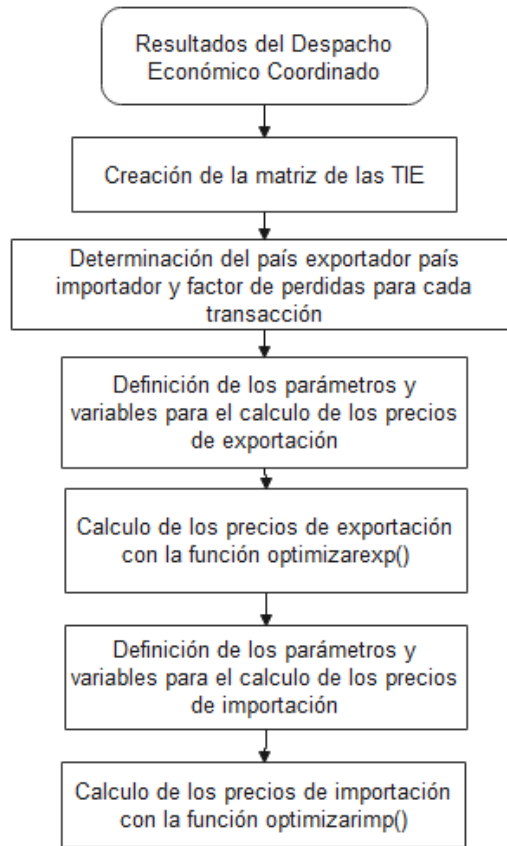 Resultados del Despacho
Económico Coordinado
Creación de la matriz de las TIE
Determinación del país exportador país
importador y factor de perdidas para cada
transacción
Definición de los parámetros y
variables para el calculo de los precios
de exportación
Calculo de los precios de exportación
con la función optimizarexp()
Definición de los parámetros y
variables para el calculo de los precios
de importación
Calculo de los precios de importación
con la función optimizarimp()